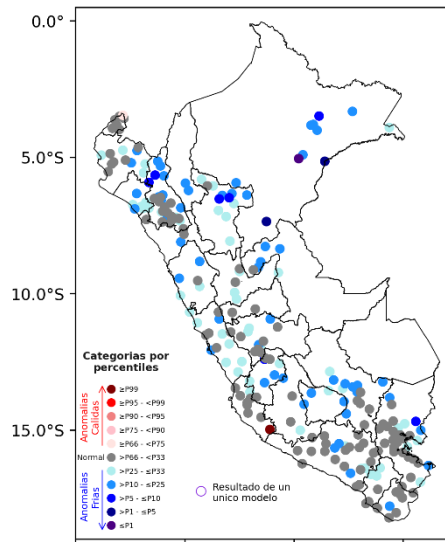 0.0°
5.0°S
10.0°S
15.0°S
Categorias por
percentiles
Anomalias
Calidas
Anomalias
Frias
≥P99
≥P95 - <P99
≥P90 - <P95
≥P75 - <P90
≥P66 - <P75
Normal >P66 - <P33
>P25 - ≤P33
>P10 - ≤P25
>P5 - ≤P10
>P1 - ≤P5
≤P1
Resultado de un
unico modelo